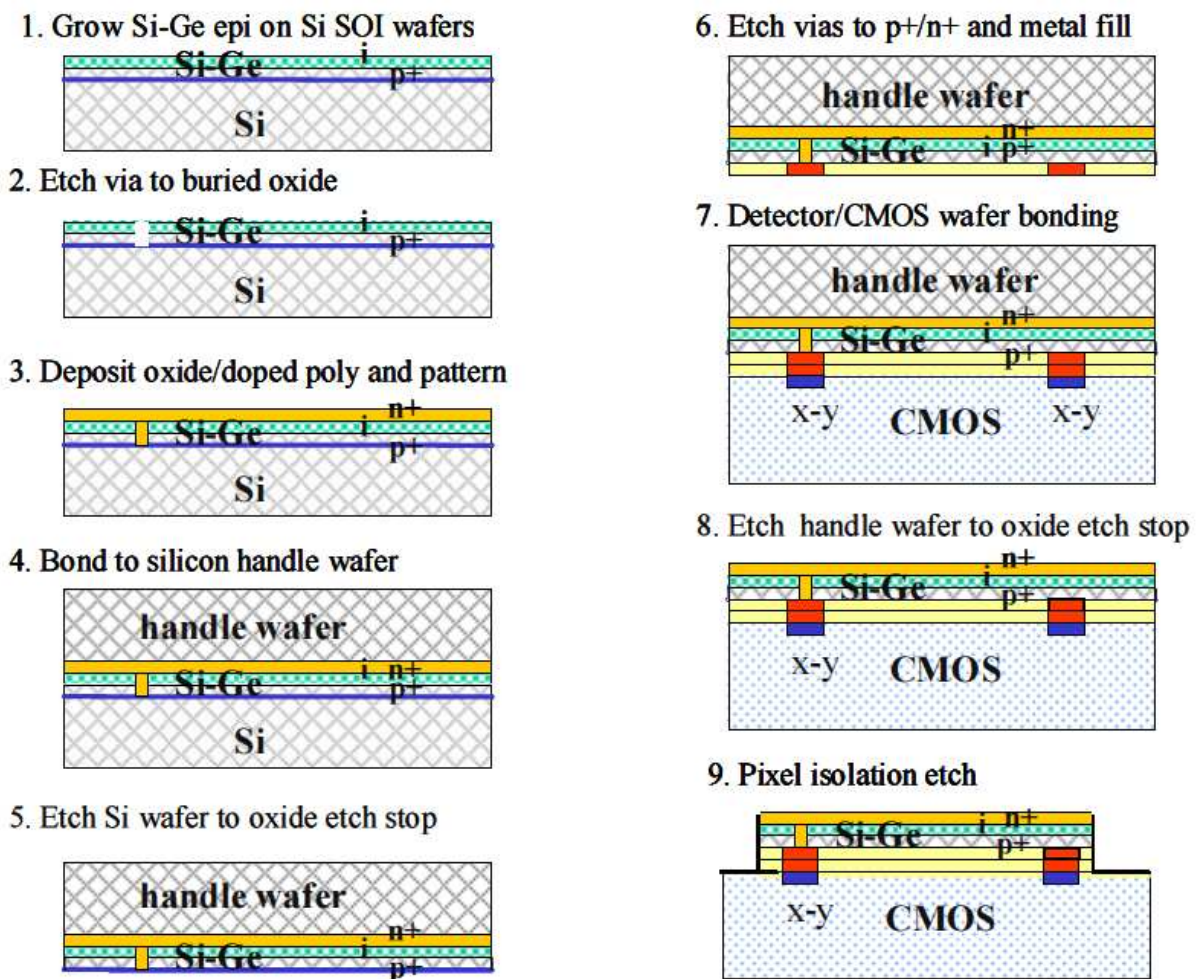 1. Grow Si-Ge epi on Si SOI wafers
Si-Ge i
p+
Si
2. Etch via to buried oxide
Si-Ge i
p+
Si
3. Deposit oxide/doped poly and pattern
n+
Si-Ge i
p+
Si
4. Bond to silicon handle wafer
handle wafer
i n+
Si-Ge p+
Si
5. Etch Si wafer to oxide etch stop
handle wafer
n+
Si-Ge i
p+
6. Etch vias to p+/n+ and metal fill
handle wafer
n+
Si-Ge i p+
7. Detector/CMOS wafer bonding
handle wafer
n+
Si-Ge i
p+
x-y CMOS x-y
8. Etch handle wafer to oxide etch stop
n+
Si-Ge i
p+
x-y CMOS
9. Pixel isolation etch
i n+
Si-Ge p+
x-y CMOS